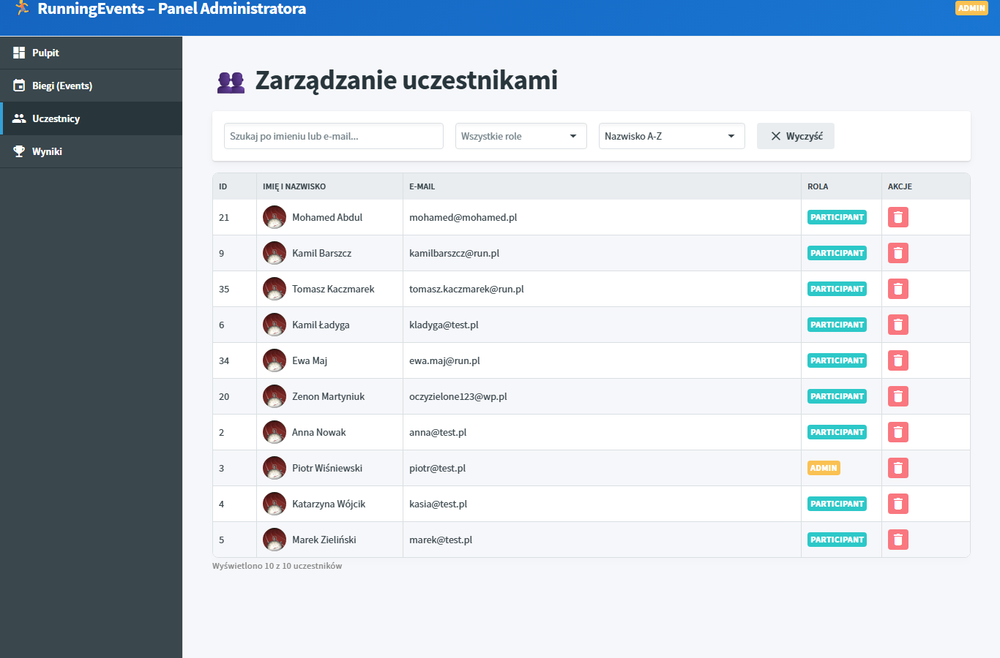 RunningEvents – Panel Administratora
ADMIN
Pulpit
Biegi (Events)
Uczestnicy
Wyniki
Zarządzanie uczestnikami
Szukaj po imieniu lub e-mail...
Wszystkie role
Nazwisko A-Z
Wyczyść
ID IMIĘ I NAZWISKO E-MAIL ROLA AKCJE
21 Mohamed Abdul mohamed@mohamed.pl PARTICIPANT
9 Kamil Barszcz kamilbarszcz@run.pl PARTICIPANT
35 Tomasz Kaczmarek tomasz.kaczmarek@run.pl PARTICIPANT
6 Kamil Ładyga kladyga@test.pl PARTICIPANT
34 Ewa Maj ewa.maj@run.pl PARTICIPANT
20 Zenon Martyniuk oczyzielone123@wp.pl PARTICIPANT
2 Anna Nowak anna@test.pl PARTICIPANT
3 Piotr Wiśniewski piotr@test.pl ADMIN
4 Katarzyna Wójcik kasia@test.pl PARTICIPANT
5 Marek Zieliński marek@test.pl PARTICIPANT
Wyświetlono 10 z 10 uczestników